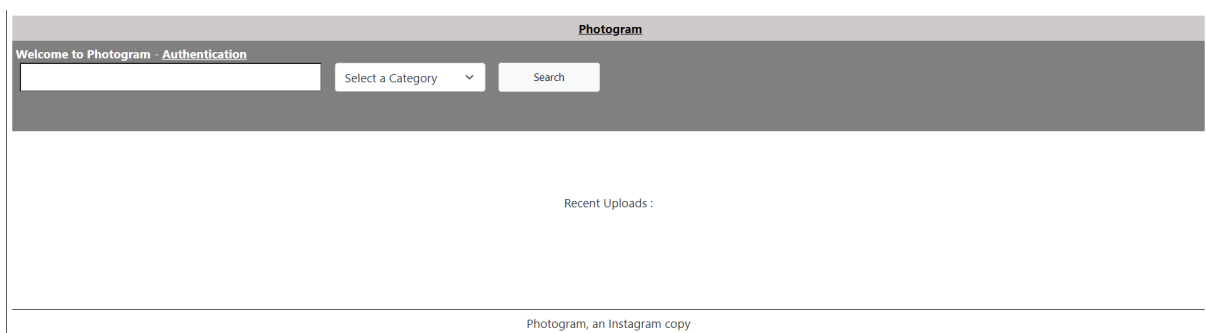 Photogram
Welcome to Photogram - Authentication
Select a Category Search
Recent Uploads :
Photogram, an Instagram copy